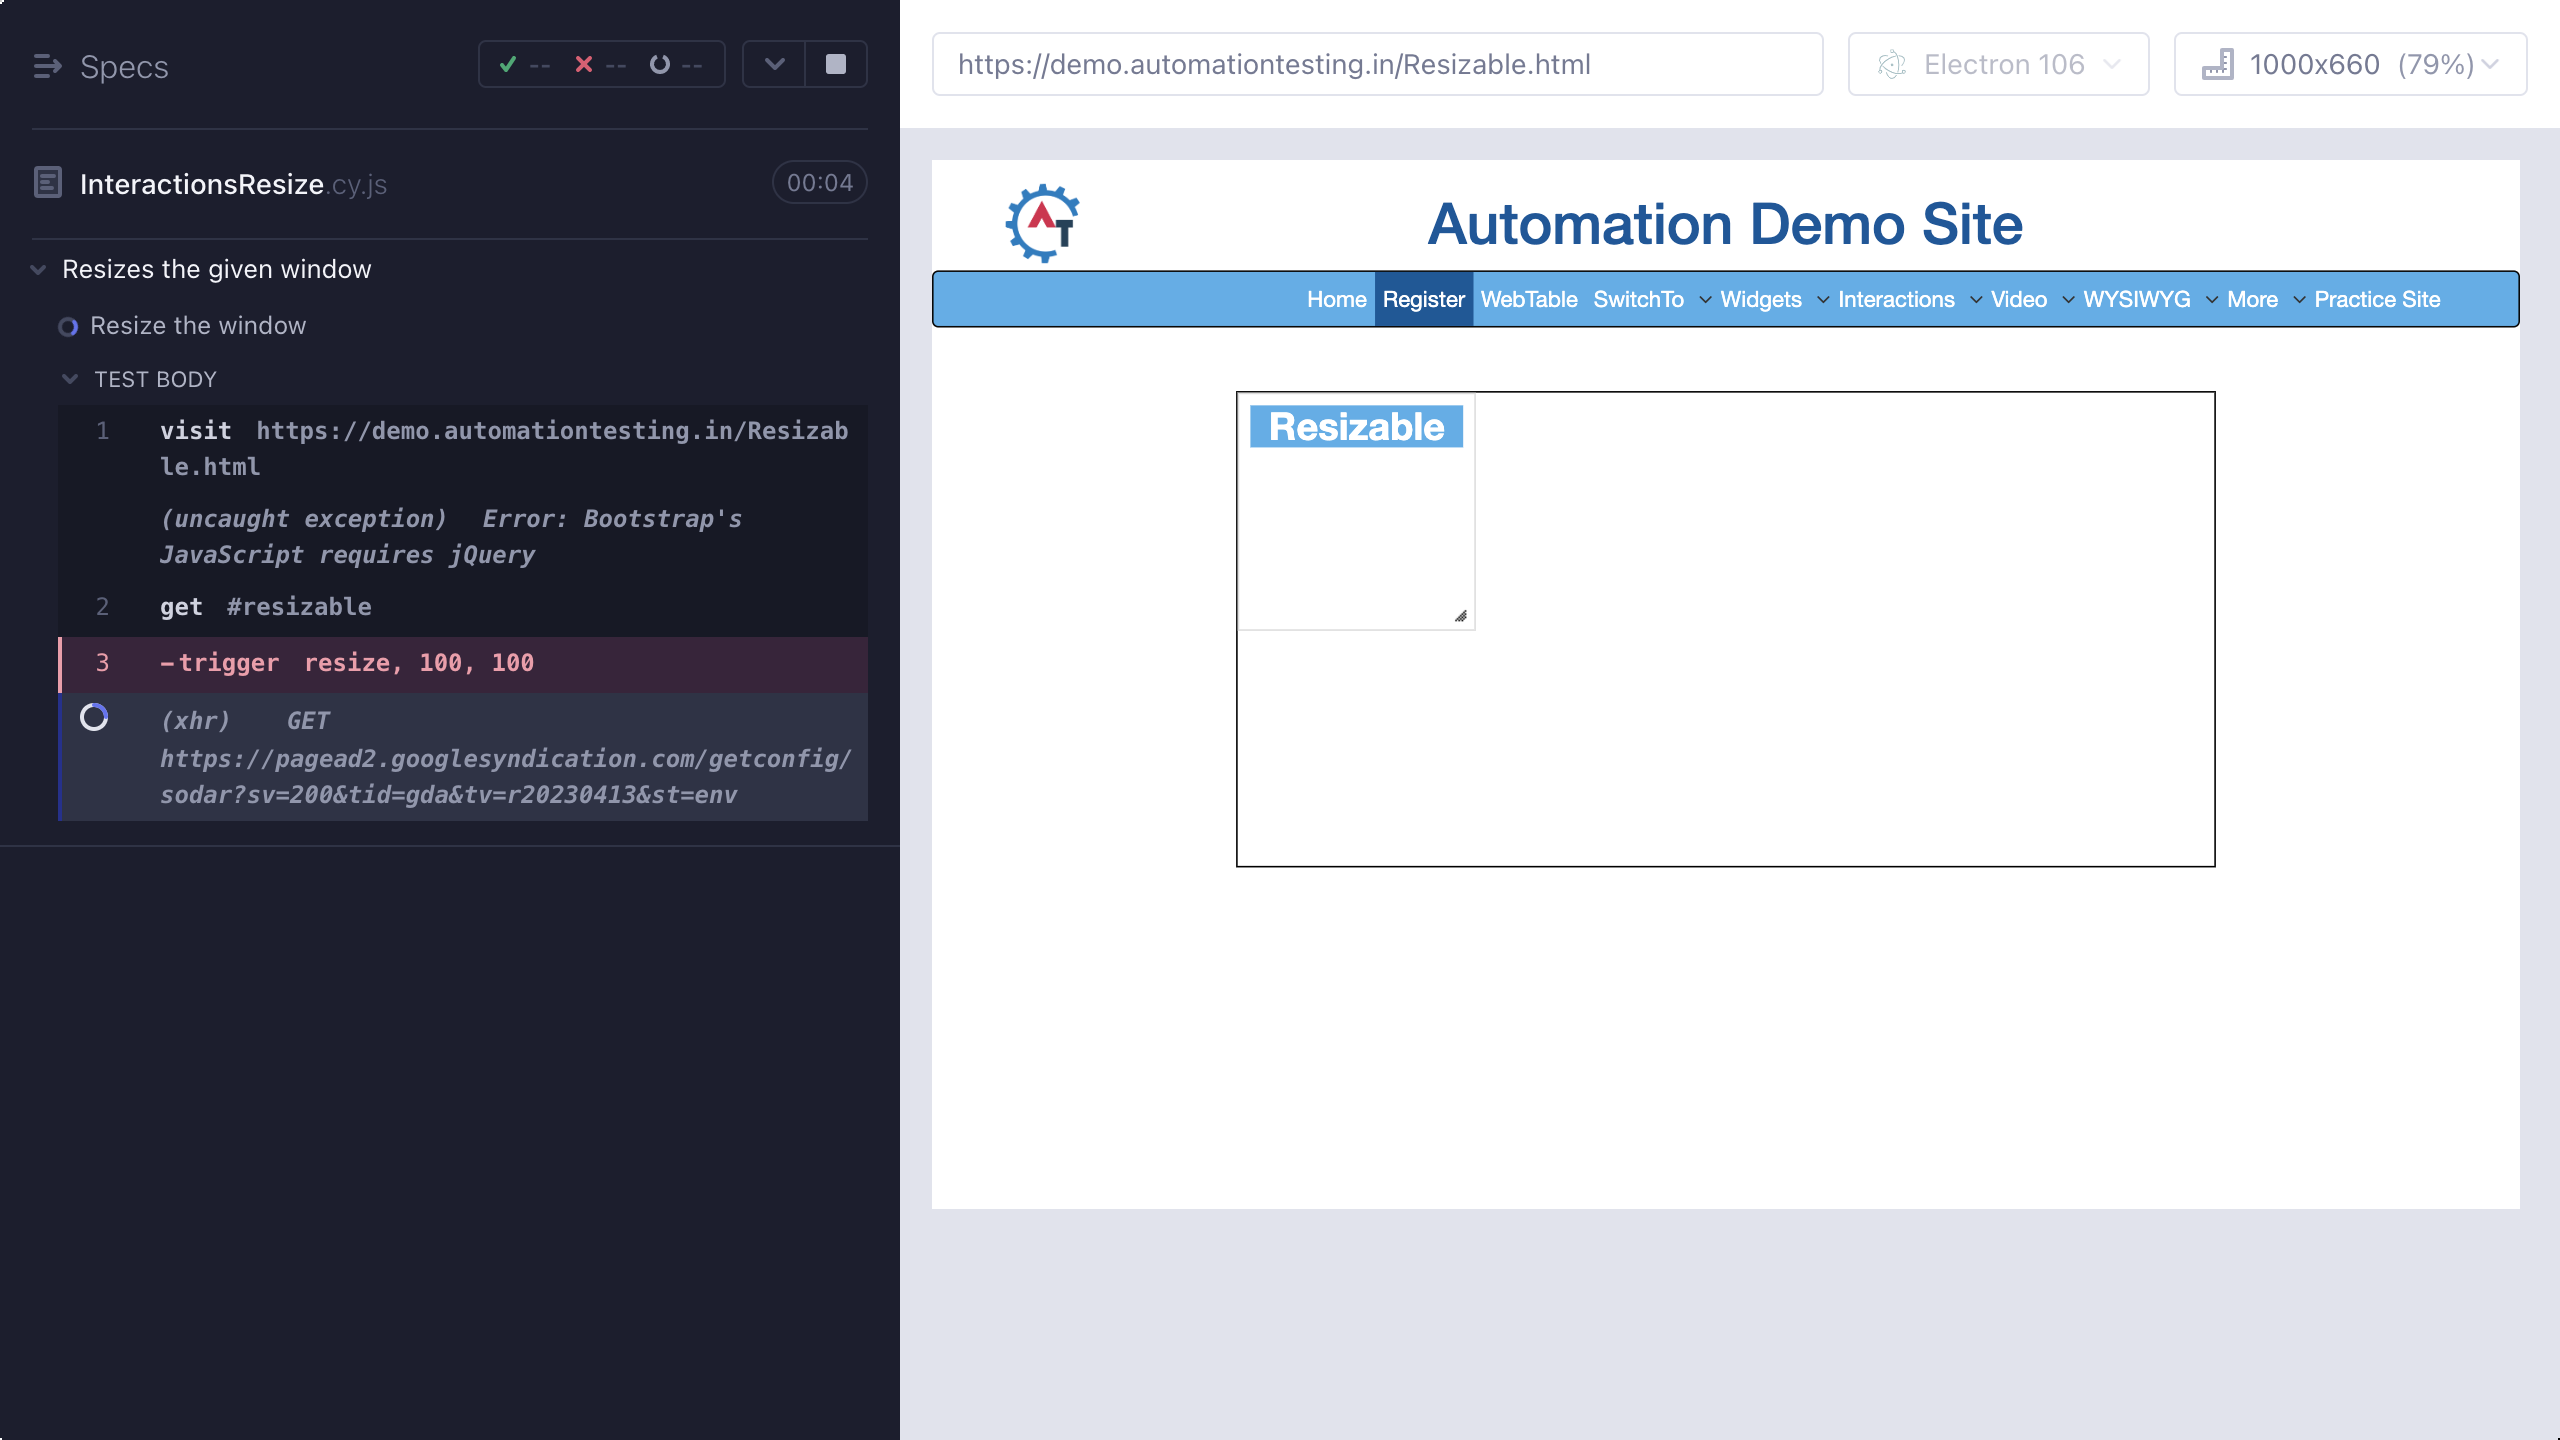 Specs
-- -- --
InteractionsResize.cy.js
00:04
Resizes the given window
Resize the window
TEST BODY
1 visit https://demo.automationtesting.in/Resizab
le.html
(uncaught exception) Error: Bootstrap's
JavaScript requires jQuery
2 get #resizable
3 -trigger resize, 100, 100
(xhr) GET
https://pagead2.googlesyndication.com/getconfig/
sodar?sv=200&tid=gda&tv=r20230413&st=env
https://demo.automationtesting.in/Resizable.html
Electron 106
1000x660 (79%)
AT
Automation Demo Site
Home Register WebTable SwitchTo Widgets Interactions Video WYSIWYG More Practice Site
Resizable